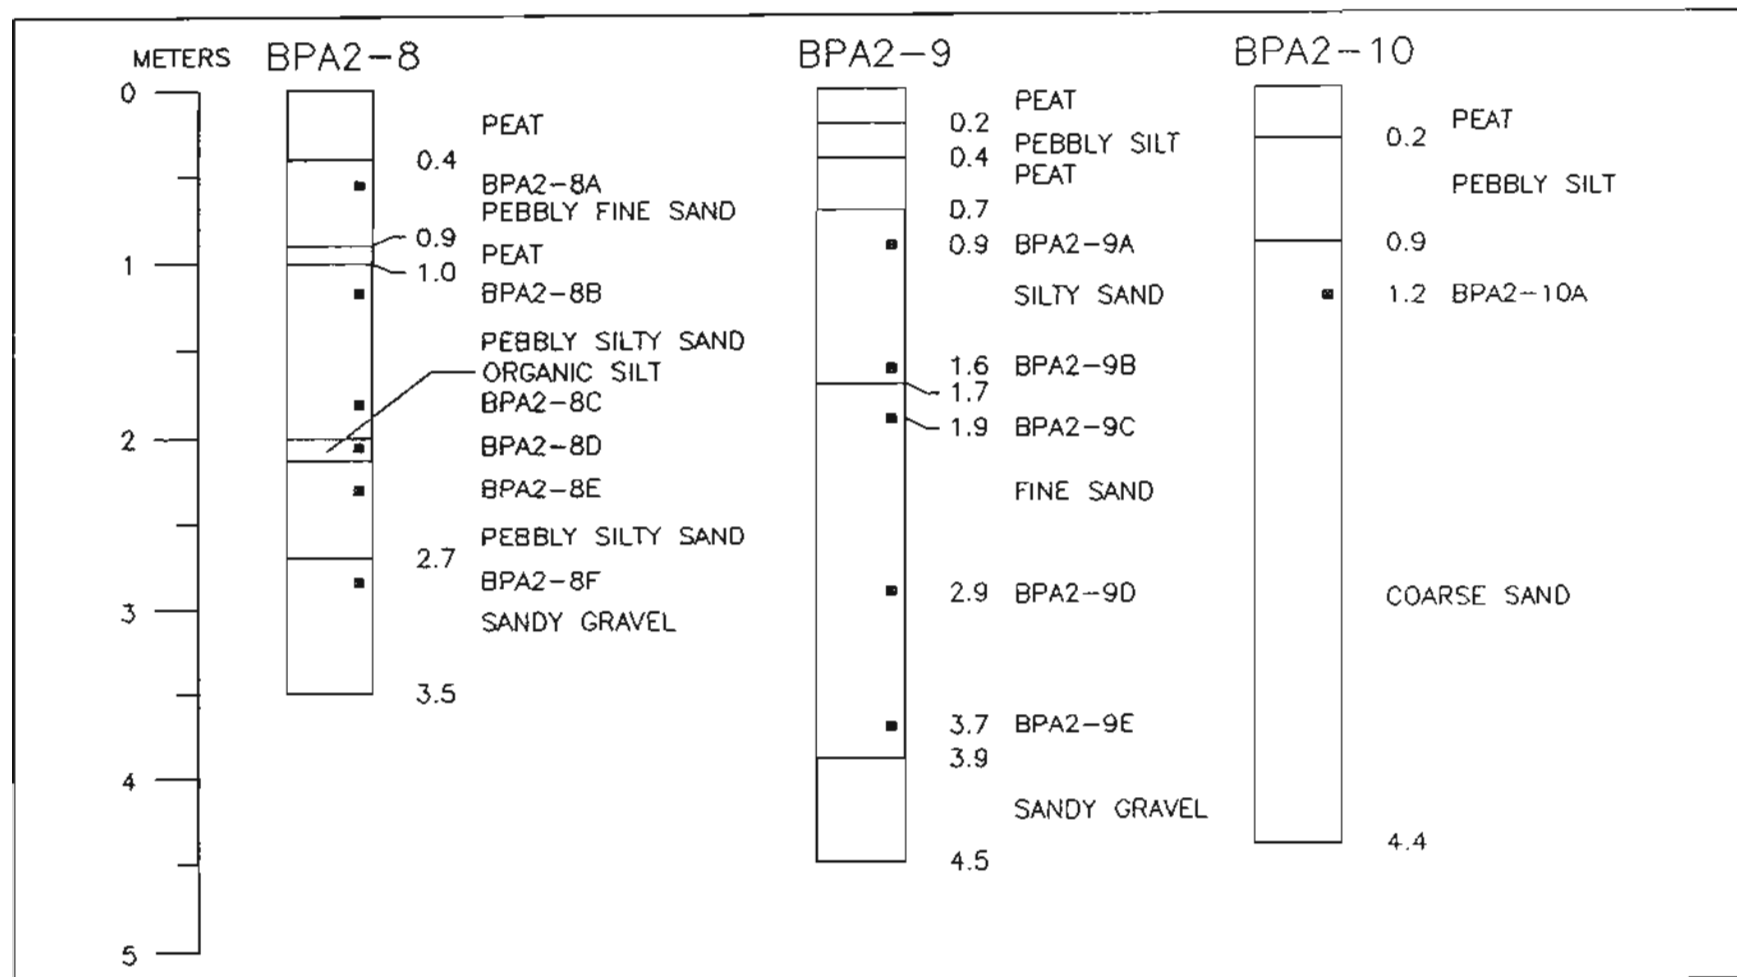 METERS BPA2-8 BPA2-9 BPA2-10
0
1
2
3
4
5
PEAT
0.4
BPA2-8A
PEBBLY FINE SAND
0.9
PEAT
1.0
BPA2-8B
PEBBLY SILTY SAND
ORGANIC SILT
BPA2-8C
BPA2-8D
BPA2-8E
PEBBLY SILTY SAND
2.7
BPA2-8F
SANDY GRAVEL
3.5
PEAT
0.2
PEBBLY SILT
0.4
PEAT
0.7
0.9 BPA2-9A
SILTY SAND
1.6 BPA2-9B
1.7
1.9 BPA2-9C
FINE SAND
2.9 BPA2-9D
3.7 BPA2-9E
3.9
SANDY GRAVEL
4.5
PEAT
0.2
PEBBLY SILT
0.9
1.2 BPA2-10A
COARSE SAND
4.4